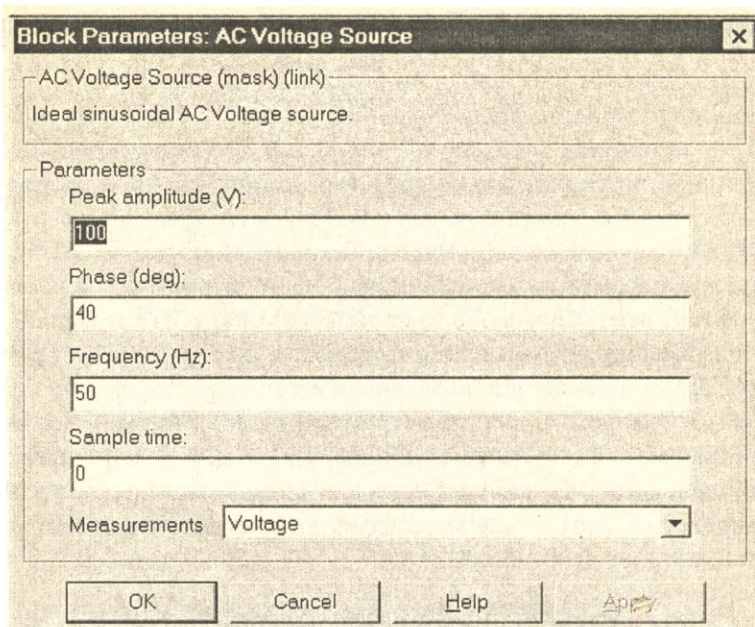 Block Parameters: AC Voltage Source
AC Voltage Source (mask) (link)
Ideal sinusoidal AC Voltage source.
Parameters
Peak amplitude (V):
100
Phase (deg):
40
Frequency (Hz):
50
Sample time:
0
Measurements Voltage
OK Cancel Help Apply